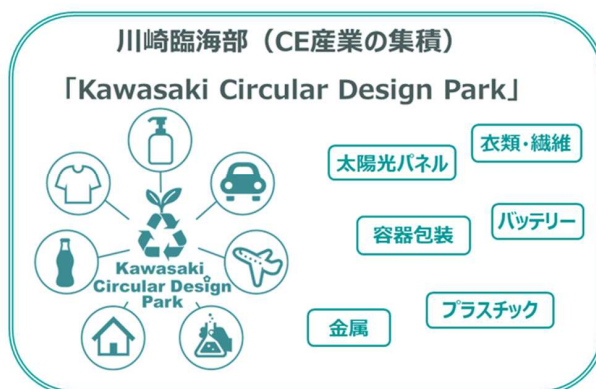 川崎臨海部（CE産業の集積）
「Kawasaki Circular Design Park」
衣類・繊維
太陽光パネル
バッテリー
容器包装
プラスチック
金属
Kawasaki
Circular Design
Park